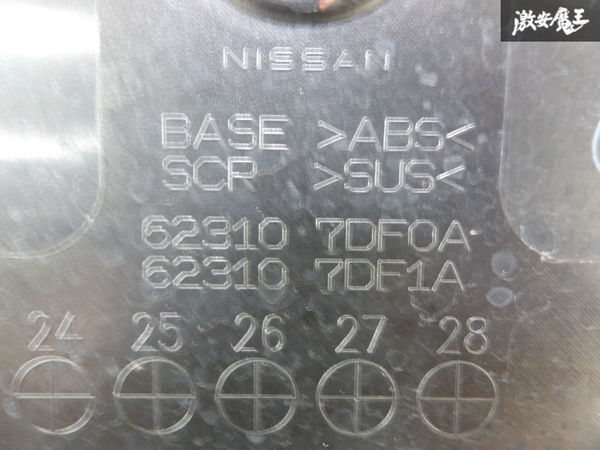 激安魔王
NISSAN
BASE >ABS<
SCP >SUS<
62310 7DF0A
62310 7DF1A
24 25 26 27 28